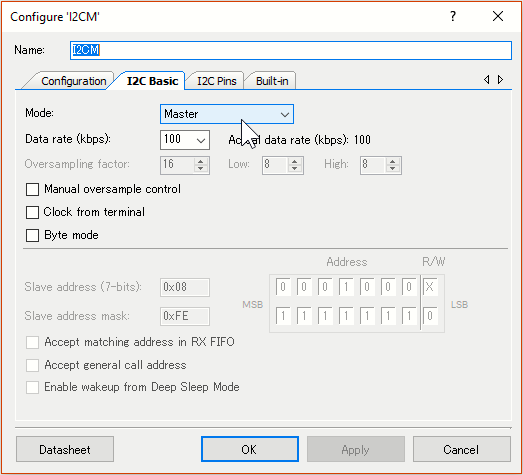 Configure 'I2CM'
Name: I2CM
Configuration I2C Basic I2C Pins Built-in
Mode: Master
Data rate (kbps): 100 Actual data rate (kbps): 100
Oversampling factor: 16 Low: 8 High: 8
Manual oversample control
Clock from terminal
Byte mode
Address R/W
Slave address (7-bits): 0x08 0 0 0 1 0 0 0 X
MSB LSB
Slave address mask: 0xFE 1 1 1 1 1 1 1 0
Accept matching address in RX FIFO
Accept general call address
Enable wakeup from Deep Sleep Mode
Datasheet OK Apply Cancel